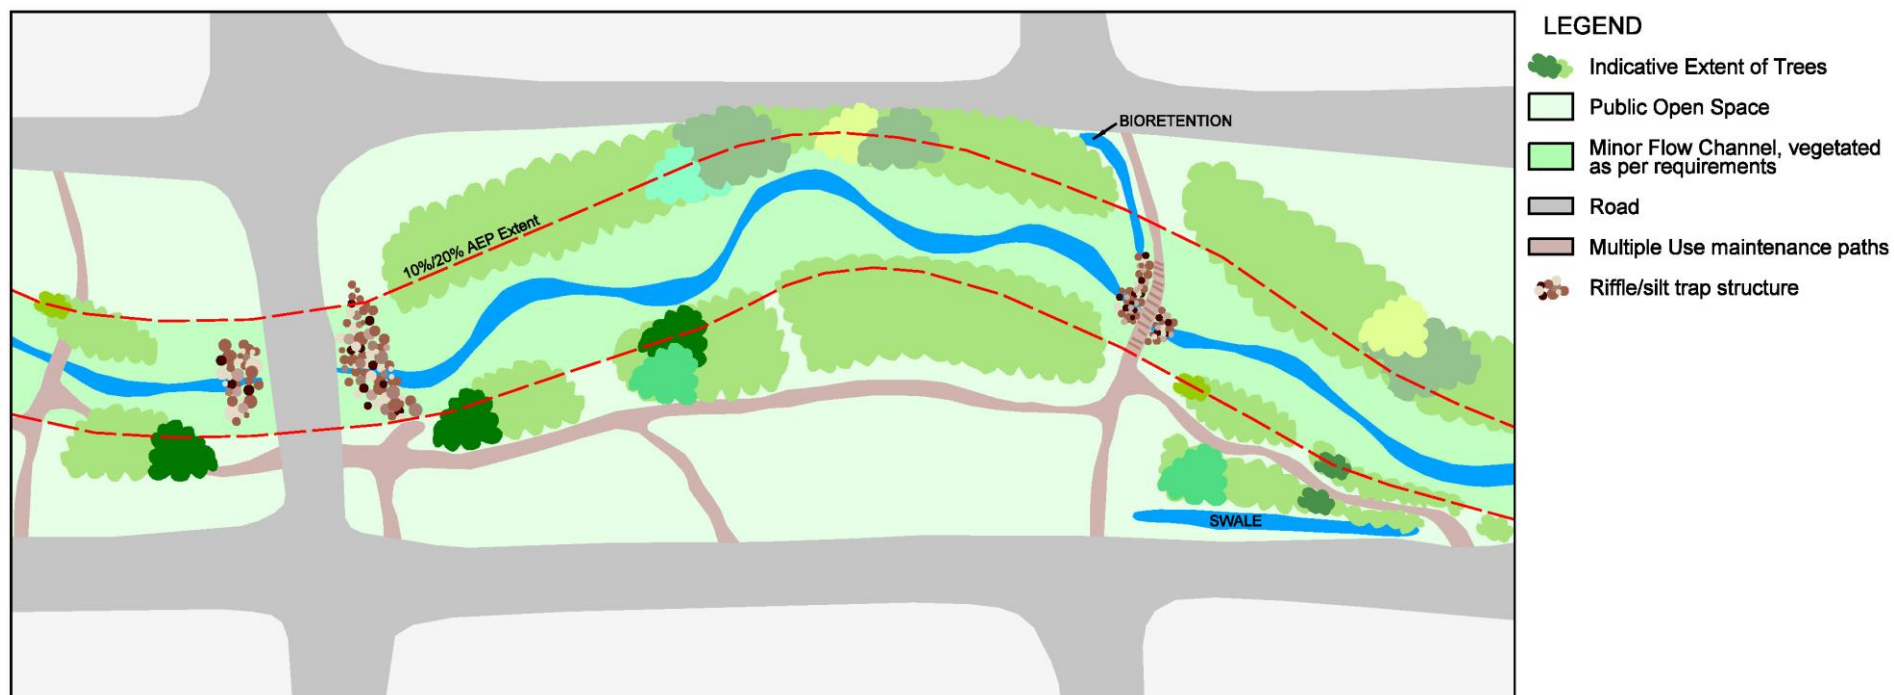 BIORETENTION
10%/20% AEP Extent
SWALE
LEGEND
Indicative Extent of Trees
Public Open Space
Minor Flow Channel, vegetated
as per requirements
Road
Multiple Use maintenance paths
Riffle/silt trap structure